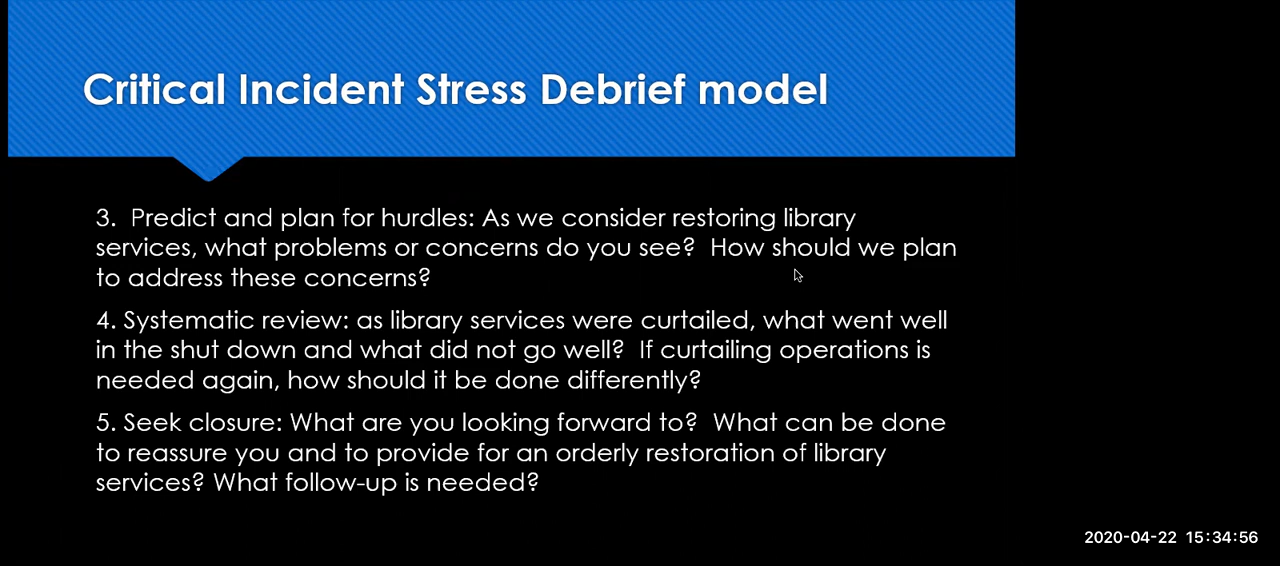 Critical Incident Stress Debrief model
3.  Predict and plan for hurdles: As we consider restoring library
services, what problems or concerns do you see?  How should we plan
to address these concerns?
4. Systematic review: as library services were curtailed, what went well
in the shut down and what did not go well?  If curtailing operations is
needed again, how should it be done differently?
5. Seek closure: What are you looking forward to?  What can be done
to reassure you and to provide for an orderly restoration of library
services? What follow-up is needed?
2020-04-22  15:34:56